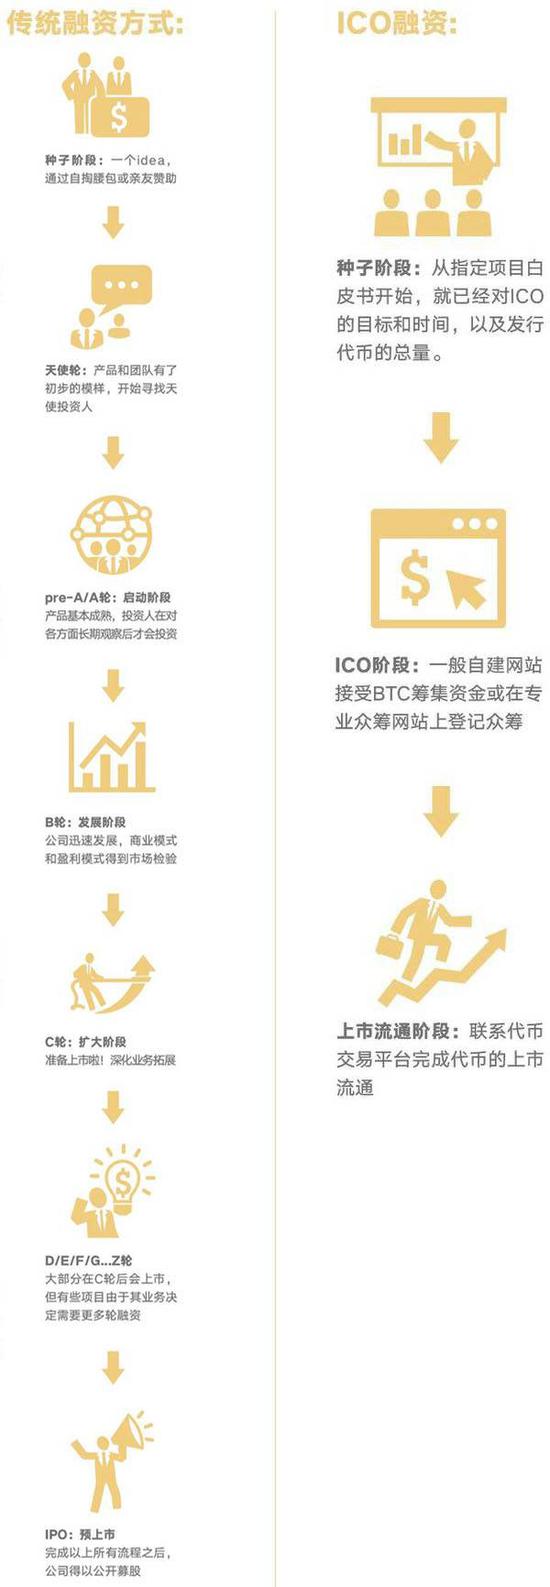 传统融资方式:
种子阶段：一个idea，
通过自掏腰包或亲友赞助
天使轮：产品和团队有了
初步的模样，开始寻找天
使投资人
pre-A/A轮：启动阶段
产品基本成熟，投资人在对
各方面长期观察后才会投资
B轮：发展阶段
公司迅速发展，商业模式
和盈利模式得到市场检验
C轮：扩大阶段
准备上市啦！深化业务拓展
D/E/F/G...Z轮
大部分在C轮后会上市，
但有些项目由于其业务决
定需要更多轮融资
IPO：预上市
完成以上所有流程之后，
公司得以公开募股
ICO融资:
种子阶段：从指定项目白
皮书开始，就已经对ICO
的目标和时间，以及发行
代币的总量。
ICO阶段：一般自建网站
接受BTC筹集资金或在专
业众筹网站上登记众筹
上市流通阶段：联系代币
交易平台完成代币的上市
流通